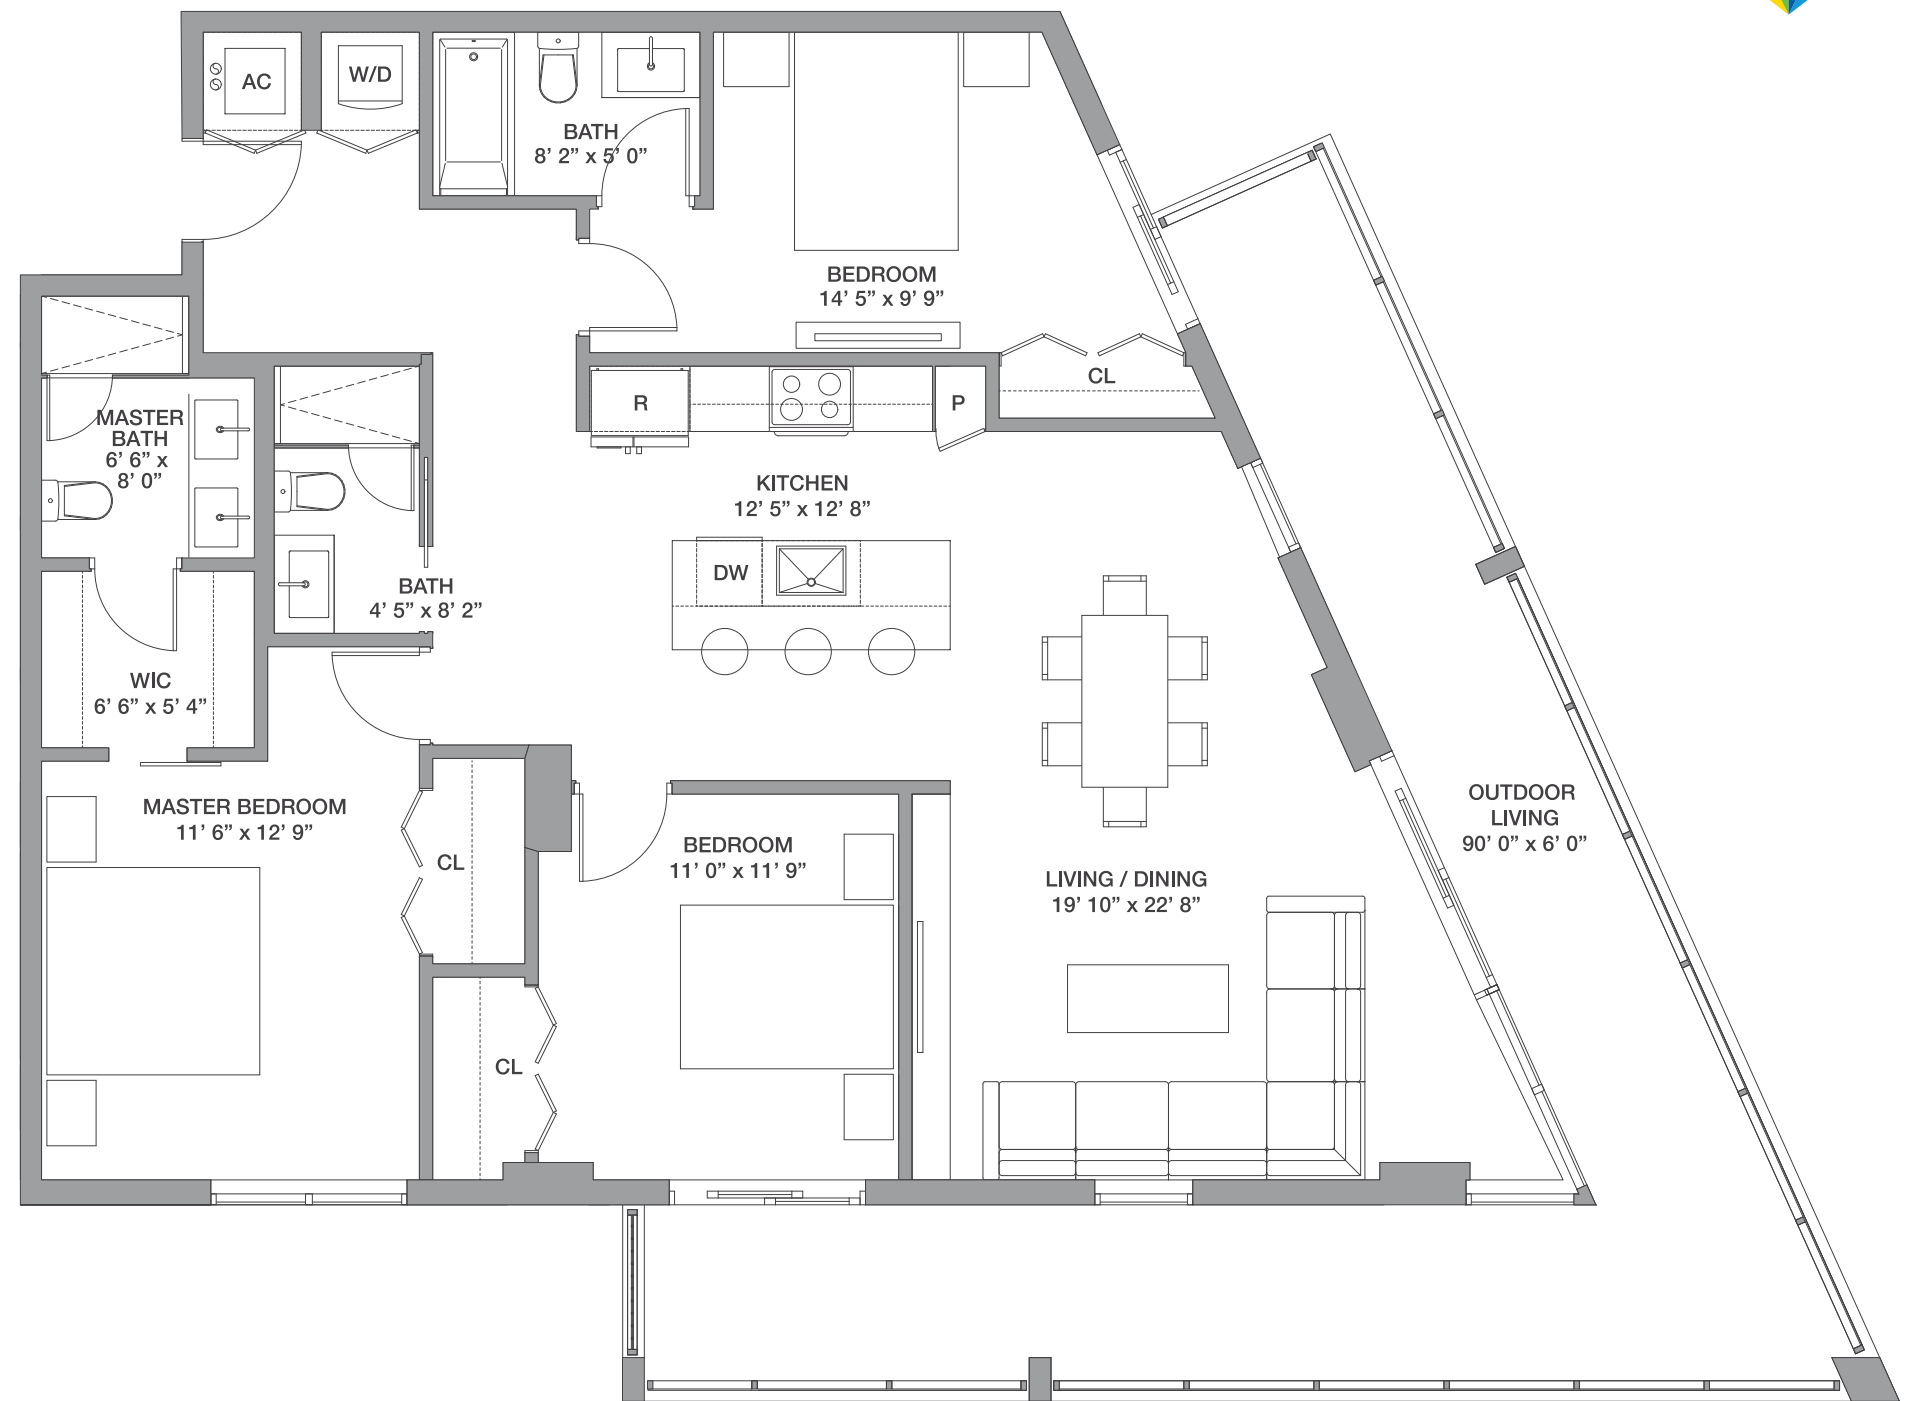 AC
W/D
BATH
8’ 2” x 5’ 0”
BEDROOM
14’ 5” x 9’ 9”
CL
R
P
MASTER
BATH
6’ 6” x
8’ 0”
KITCHEN
12’ 5” x 12’ 8”
DW
BATH
4’ 5” x 8’ 2”
WIC
6’ 6” x 5’ 4”
MASTER BEDROOM
11’ 6” x 12’ 9”
CL
BEDROOM
11’ 0” x 11’ 9”
OUTDOOR
LIVING
90’ 0” x 6’ 0”
LIVING / DINING
19’ 10” x 22’ 8”
CL